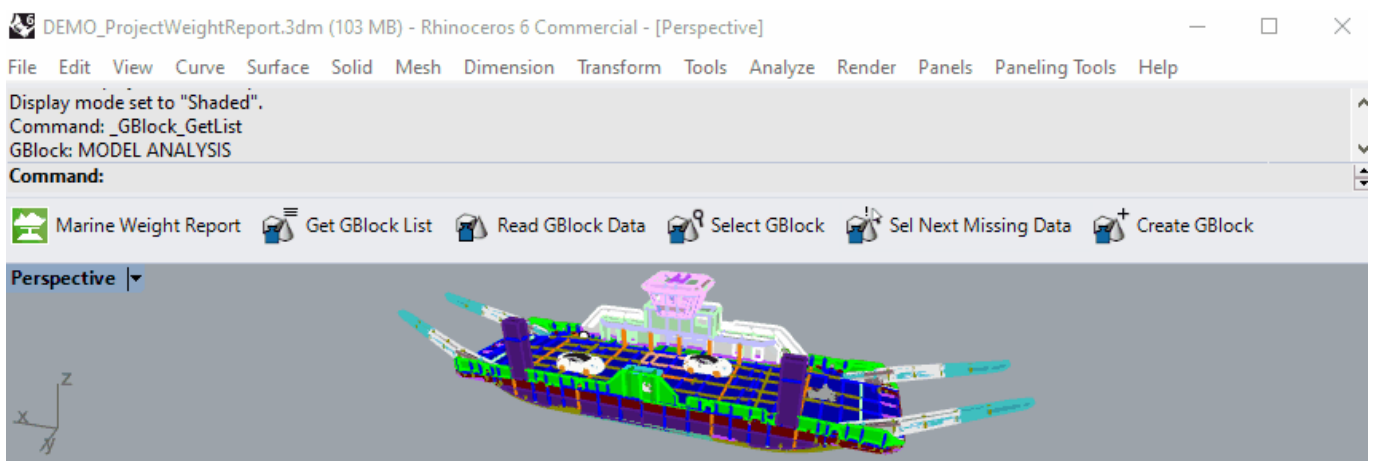 DEMO_ProjectWeightReport.3dm (103 MB) - Rhinoceros 6 Commercial - [Perspective]
File Edit View Curve Surface Solid Mesh Dimension Transform Tools Analyze Render Panels Paneling Tools Help
Display mode set to "Shaded".
Command: _GBlock_GetList
GBlock: MODEL ANALYSIS
Command:
Marine Weight Report Get GBlock List Read GBlock Data Select GBlock Sel Next Missing Data Create GBlock
Perspective
z
x
y